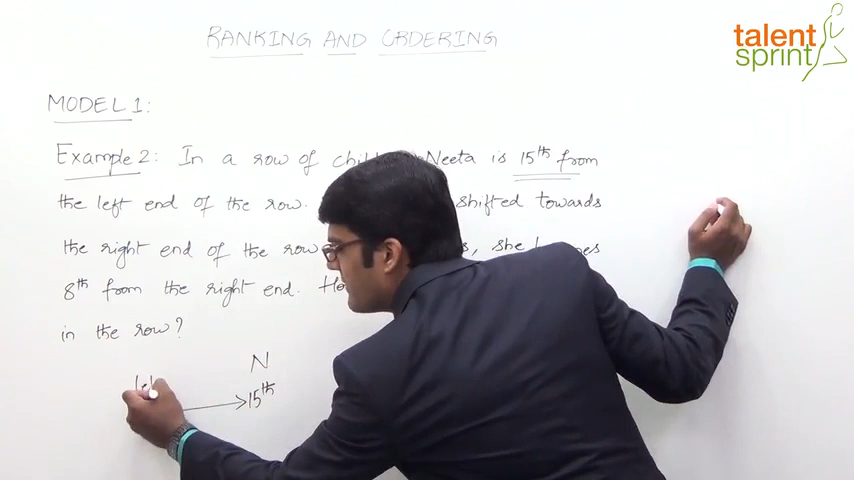 RANKING AND ORDERING
talent
sprint
MODEL 1:
Example 2: In a row of Neeta is 15th from
the left end of the row. shifted towards
the right end of the row she
8th from the right end.
in the row?
N
15th